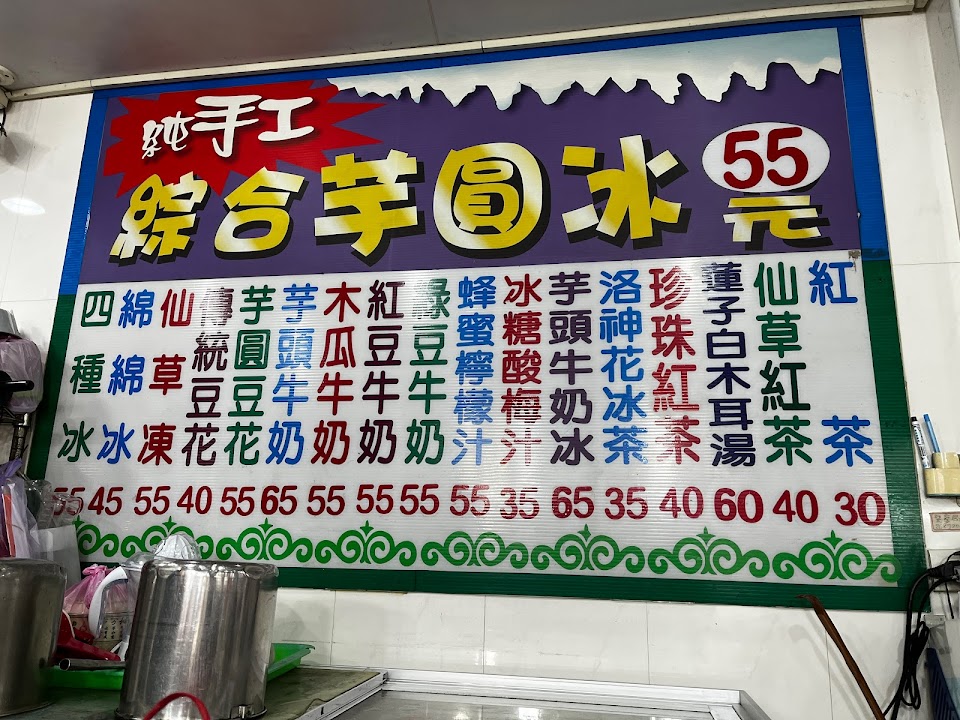 純手工
綜合芋圓冰
55元
紅茶
30
仙草紅茶
40
蓮子白木耳湯
60
珍珠紅茶
40
洛神花冰茶
35
芋頭牛奶冰
65
冰糖酸梅汁
35
蜂蜜檸檬汁
55
綠豆牛奶
55
紅豆牛奶
55
木瓜牛奶
55
芋頭牛奶
65
芋圓豆花
55
傳統豆花
40
仙草凍
55
綿綿冰
45
四種冰
55